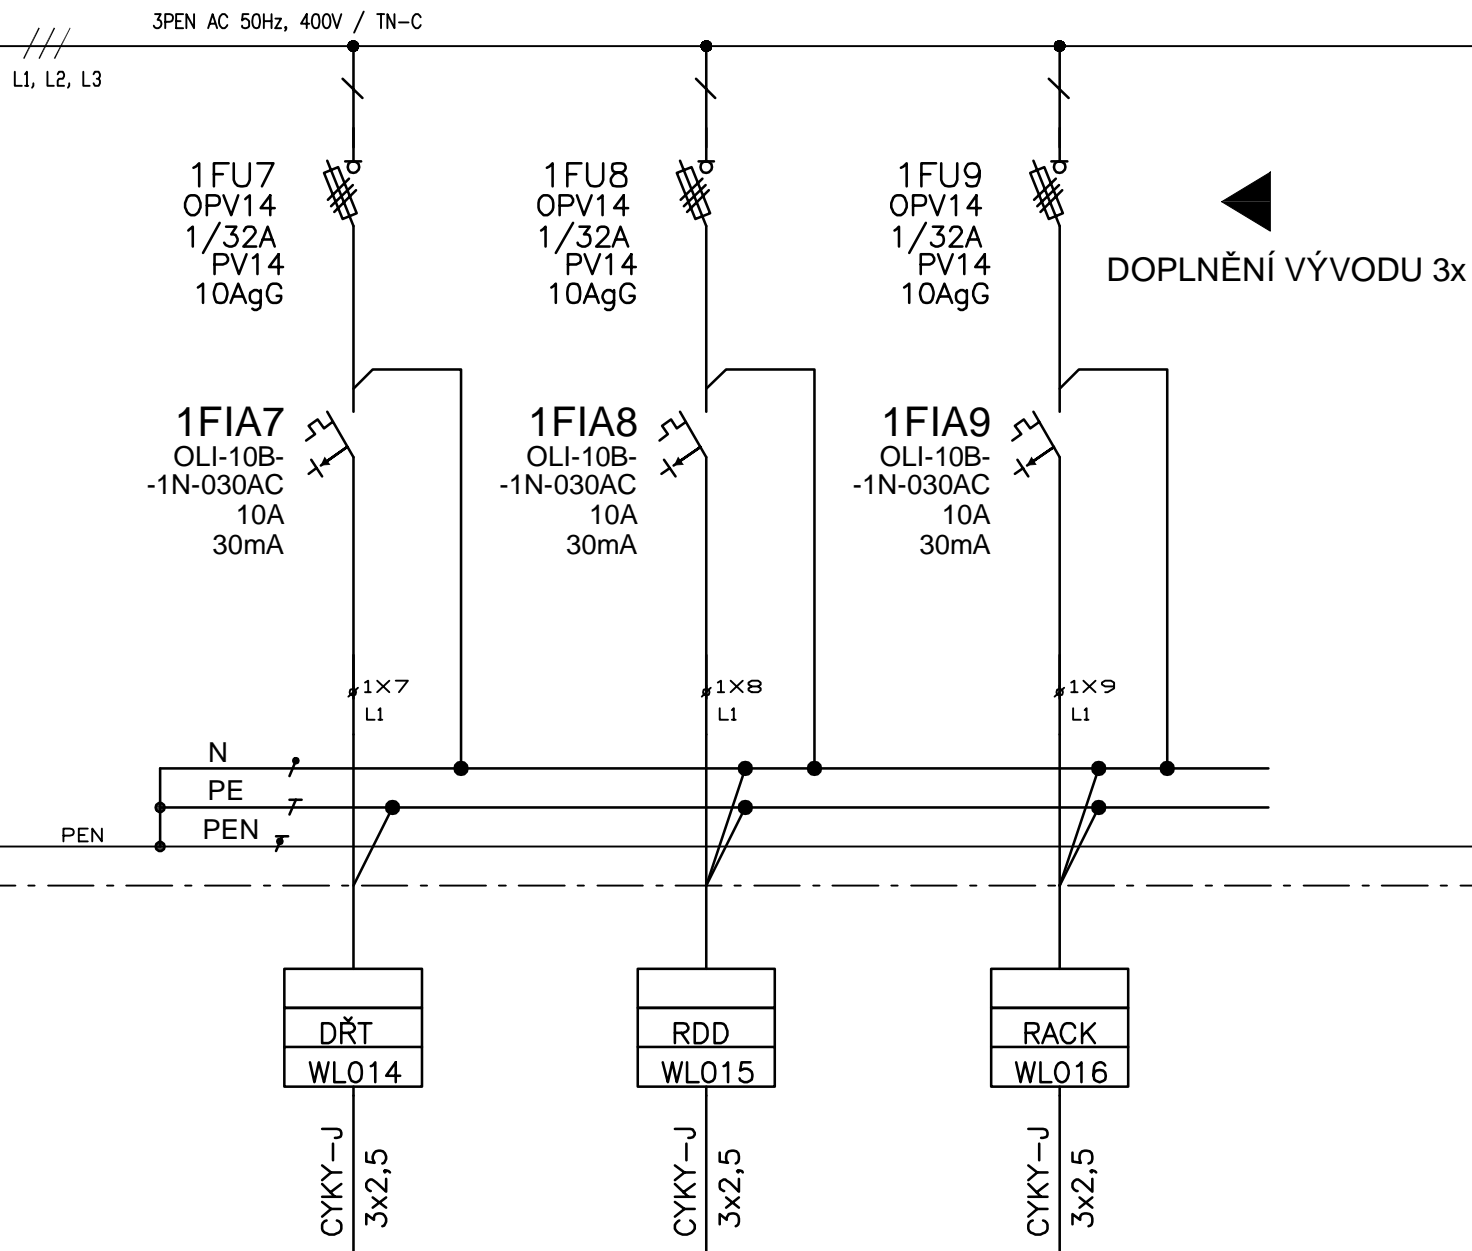 3PEN AC 50Hz, 400V / TN-C
L1, L2, L3
1FU7
OPV14
1/32A
PV14
10AgG
1FU8
OPV14
1/32A
PV14
10AgG
1FU9
OPV14
1/32A
PV14
10AgG
DOPLNĚNÍ VÝVODU 3x
1FIA7
OLI-10B-
-1N-030AC
10A
30mA
1FIA8
OLI-10B-
-1N-030AC
10A
30mA
1FIA9
OLI-10B-
-1N-030AC
10A
30mA
1X7
L1
1X8
L1
1X9
L1
N
PE
PEN
PEN
DŘT
WL014
RDD
WL015
RACK
WL016
CYKY-J
3x2,5
CYKY-J
3x2,5
CYKY-J
3x2,5